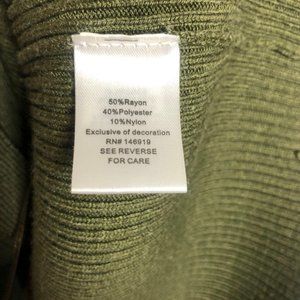 50%Rayon
40%Polyester
10%Nylon
Exclusive of decoration
RN# 146919
SEE REVERSE
FOR CARE